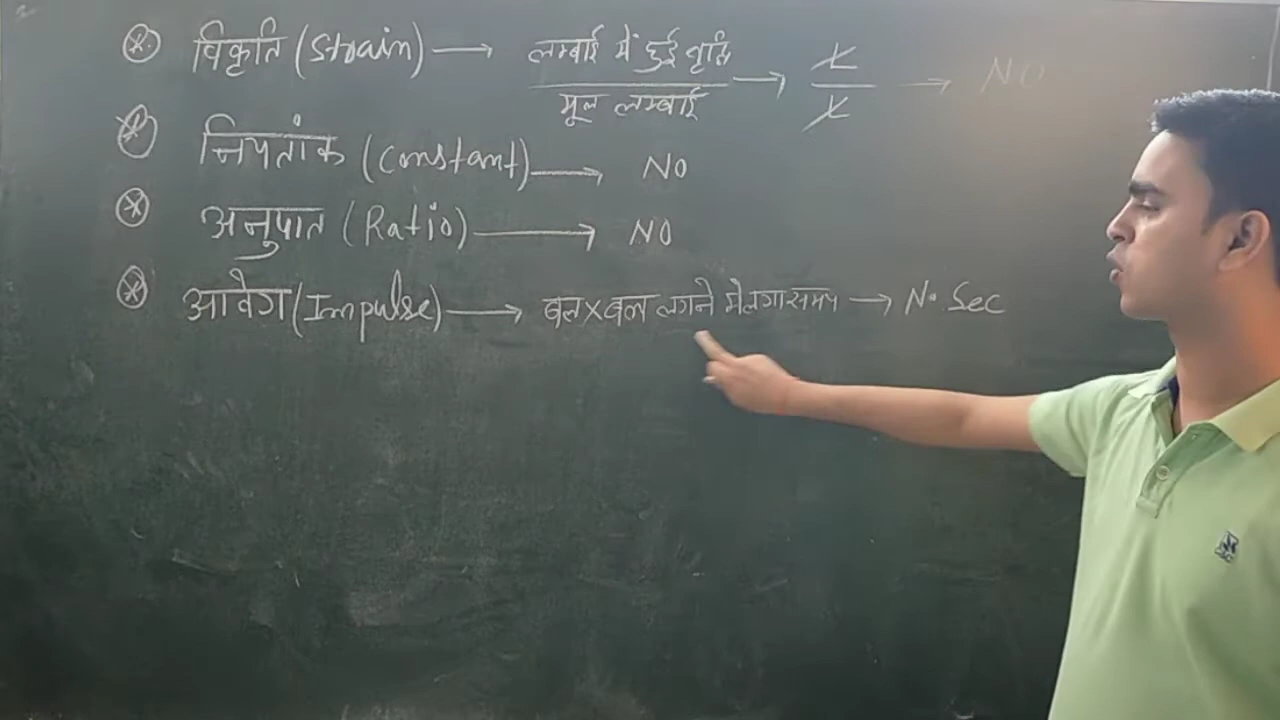 विकृति (Strain) → लम्बाई में हुई वृद्धि / मूल लम्बाई → L / L → NO
नियतांक (Constant) → NO
अनुपात (Ratio) → NO
आवेग (Impulse) → बल x बल लगने में लगा समय → N. Sec